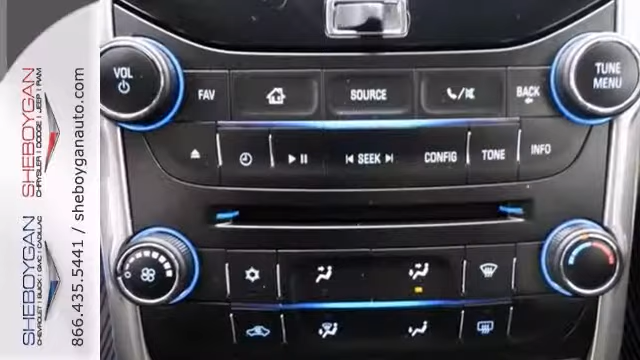 SHEBOYGAN
CHRYSLER | DODGE | JEEP | RAM
SHEBOYGAN
CHEVROLET | BUICK | GMC | CADILLAC
866.435.5441 / sheboyganauto.com
VOL
FAV
SOURCE
BACK
TUNE
MENU
SEEK
CONFIG
TONE
INFO